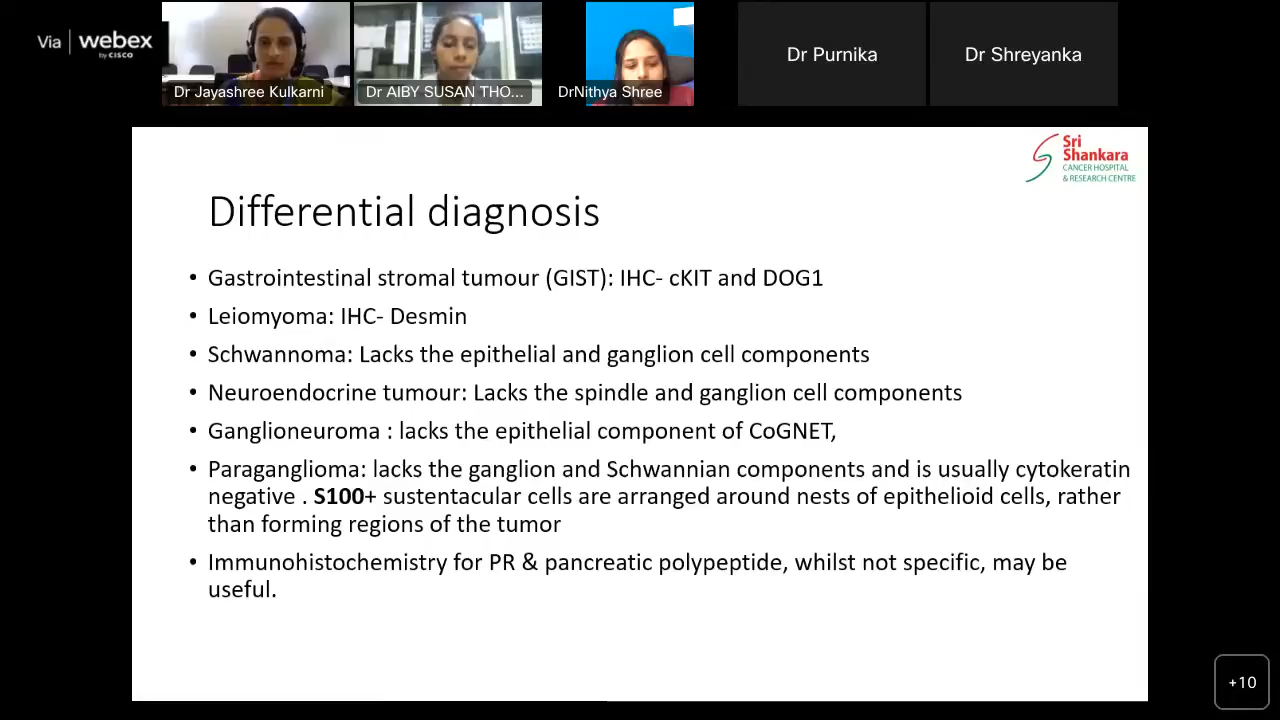 Via webex
by CISCO
Dr Jayashree Kulkarni
Dr AIBY SUSAN THO...
DrNithya Shree
Dr Purnika
Dr Shreyanka
Sri
Shankara
CANCER HOSPITAL
& RESEARCH CENTRE
Differential diagnosis
• Gastrointestinal stromal tumour (GIST): IHC- cKIT and DOG1
• Leiomyoma: IHC- Desmin
• Schwannoma: Lacks the epithelial and ganglion cell components
• Neuroendocrine tumour: Lacks the spindle and ganglion cell components
• Ganglioneuroma : lacks the epithelial component of CoGNET,
• Paraganglioma: lacks the ganglion and Schwannian components and is usually cytokeratin
negative . S100+ sustentacular cells are arranged around nests of epithelioid cells, rather
than forming regions of the tumor
• Immunohistochemistry for PR & pancreatic polypeptide, whilst not specific, may be
useful.
+10